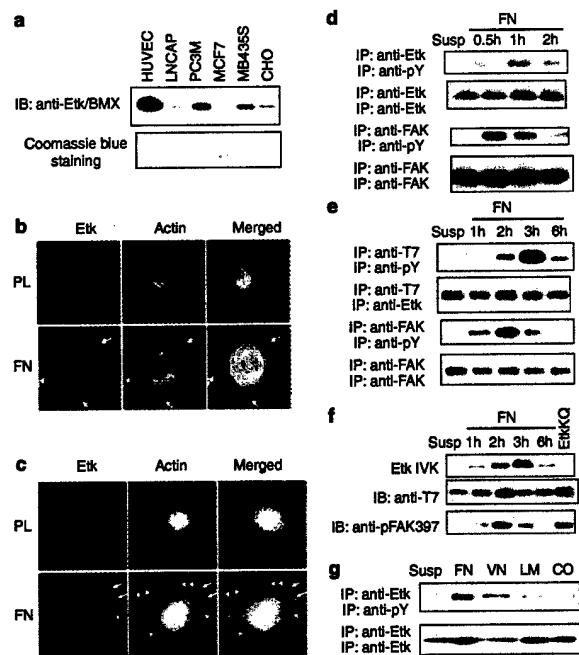 a
HUVEC LNCAP PC3M MCF7 MB435S CHO
IB: anti-Etk/BMX
Coomassie blue
staining
b
Etk Actin Merged
PL
FN
c
Etk Actin Merged
PL
FN
d
FN
Susp 0.5h 1h 2h
IP: anti-Etk
IP: anti-pY
IP: anti-Etk
IP: anti-Etk
IP: anti-FAK
IP: anti-pY
IP: anti-FAK
IP: anti-FAK
e
FN
Susp 1h 2h 3h 6h
IP: anti-T7
IP: anti-pY
IP: anti-T7
IP: anti-Etk
IP: anti-FAK
IP: anti-pY
IP: anti-FAK
IP: anti-FAK
f
FN
Susp 1h 2h 3h 6h EtkKQ
Etk IVK
IB: anti-T7
IB: anti-pFAK397
g
Susp FN VN LM CO
IP: anti-Etk
IP: anti-pY
IP: anti-Etk
IP: anti-Etk